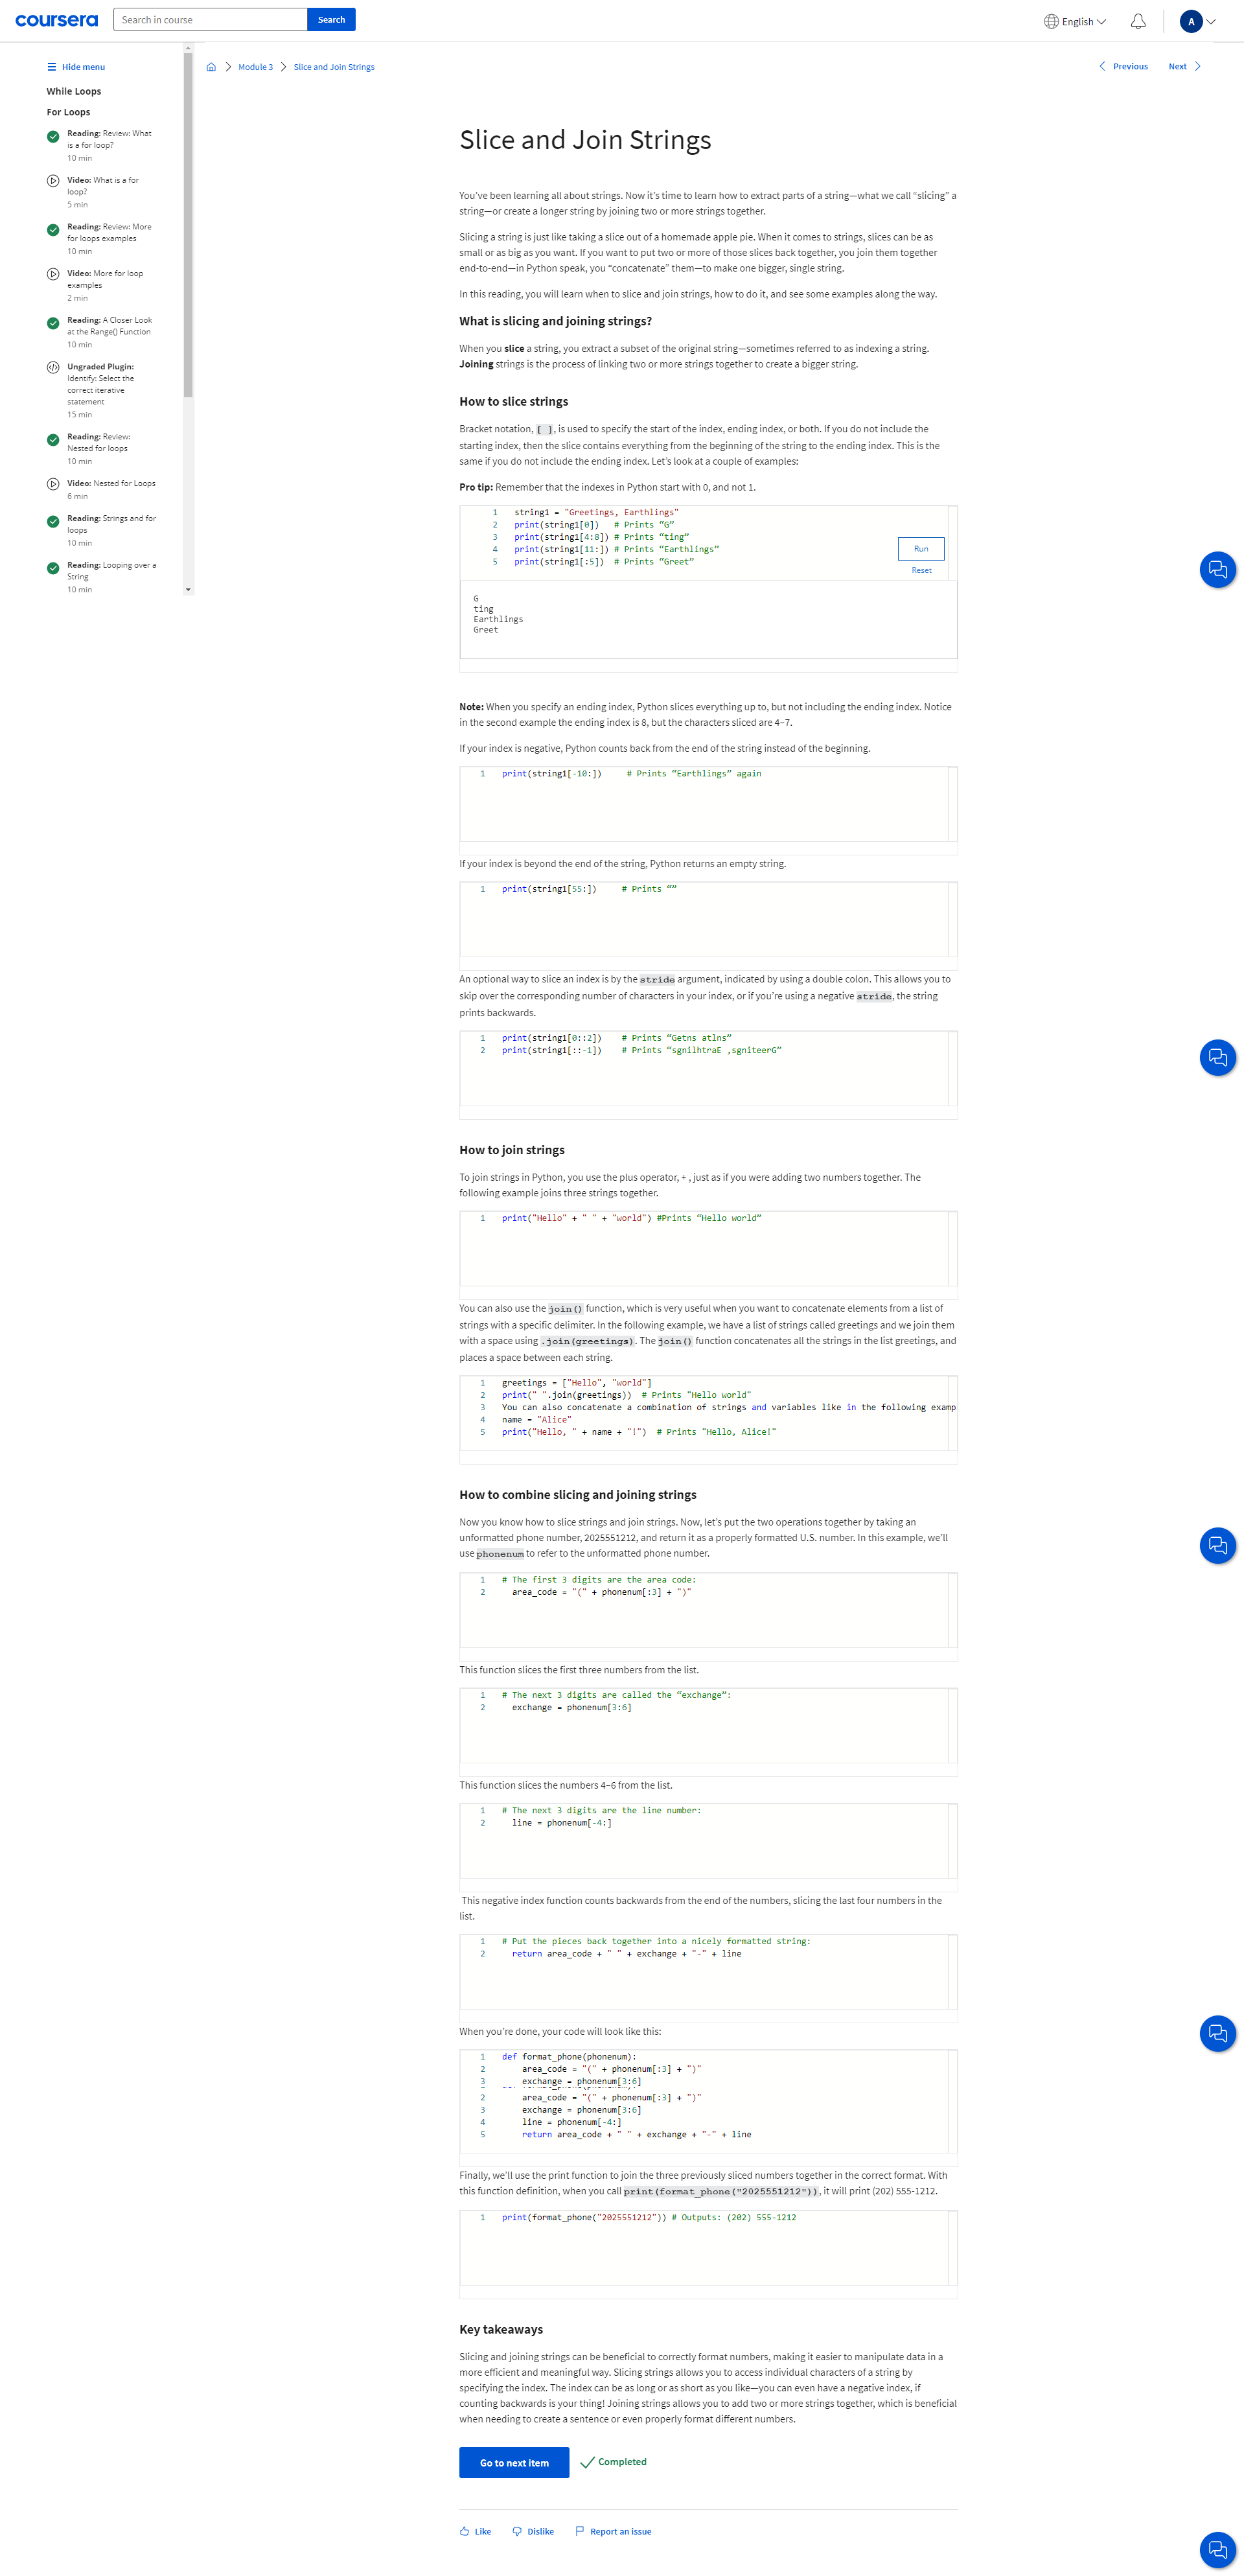 coursera
Search in course
Search
English
A
Hide menu
Module 3
Slice and Join Strings
Previous
Next
While Loops
For Loops
Reading: Review: What
is a for loop?
10 min
Video: What is a for
loop?
5 min
Reading: Review: More
for loops examples
10 min
Video: More for loop
examples
2 min
Reading: A Closer Look
at the Range() Function
10 min
Ungraded Plugin:
Identify: Select the
correct iterative
statement
15 min
Reading: Review:
Nested for loops
10 min
Video: Nested for Loops
6 min
Reading: Strings and for
loops
10 min
Reading: Looping over a
String
10 min
Slice and Join Strings
You’ve been learning all about strings. Now it’s time to learn how to extract parts of a string—what we call “slicing” a
string—or create a longer string by joining two or more strings together.
Slicing a string is just like taking a slice out of a homemade apple pie. When it comes to strings, slices can be as
small or as big as you want. If you want to put two or more of those slices back together, you join them together
end-to-end—in Python speak, you “concatenate” them—to make one bigger, single string.
In this reading, you will learn when to slice and join strings, how to do it, and see some examples along the way.
What is slicing and joining strings?
When you slice a string, you extract a subset of the original string—sometimes referred to as indexing a string.
Joining strings is the process of linking two or more strings together to create a bigger string.
How to slice strings
Bracket notation, [ ], is used to specify the start of the index, ending index, or both. If you do not include the
starting index, then the slice contains everything from the beginning of the string to the ending index. This is the
same if you do not include the ending index. Let’s look at a couple of examples:
Pro tip: Remember that the indexes in Python start with 0, and not 1.
1 string1 = "Greetings, Earthlings"
2 print(string1[0])   # Prints “G”
3 print(string1[4:8]) # Prints “ting”
4 print(string1[11:]) # Prints “Earthlings”
5 print(string1[:5])  # Prints “Greet”
Run
Reset
G
ting
Earthlings
Greet
Note: When you specify an ending index, Python slices everything up to, but not including the ending index. Notice
in the second example the ending index is 8, but the characters sliced are 4–7.
If your index is negative, Python counts back from the end of the string instead of the beginning.
1 print(string1[-10:])     # Prints “Earthlings” again
If your index is beyond the end of the string, Python returns an empty string.
1 print(string1[55:])     # Prints “”
An optional way to slice an index is by the stride argument, indicated by using a double colon. This allows you to
skip over the corresponding number of characters in your index, or if you’re using a negative stride, the string
prints backwards.
1 print(string1[0::2])    # Prints “Getns atlns”
2 print(string1[::-1])    # Prints “sgnilhtraE ,sgniteerG”
How to join strings
To join strings in Python, you use the plus operator, + , just as if you were adding two numbers together. The
following example joins three strings together.
1 print("Hello" + " " + "world") #Prints “Hello world”
You can also use the join() function, which is very useful when you want to concatenate elements from a list of
strings with a specific delimiter. In the following example, we have a list of strings called greetings and we join them
with a space using .join(greetings). The join() function concatenates all the strings in the list greetings, and
places a space between each string.
1 greetings = ["Hello", "world"]
2 print(" ".join(greetings))  # Prints "Hello world"
3 You can also concatenate a combination of strings and variables like in the following examp
4 name = "Alice"
5 print("Hello, " + name + "!")  # Prints "Hello, Alice!"
How to combine slicing and joining strings
Now you know how to slice strings and join strings. Now, let’s put the two operations together by taking an
unformatted phone number, 2025551212, and return it as a properly formatted U.S. number. In this example, we’ll
use phonenum to refer to the unformatted phone number.
1 # The first 3 digits are the area code:
2   area_code = "(" + phonenum[:3] + ")"
This function slices the first three numbers from the list.
1 # The next 3 digits are called the “exchange”:
2   exchange = phonenum[3:6]
This function slices the numbers 4–6 from the list.
1 # The next 3 digits are the line number:
2   line = phonenum[-4:]
This negative index function counts backwards from the end of the numbers, slicing the last four numbers in the
list.
1 # Put the pieces back together into a nicely formatted string:
2   return area_code + " " + exchange + "-" + line
When you’re done, your code will look like this:
1 def format_phone(phonenum):
2     area_code = "(" + phonenum[:3] + ")"
3     exchange = phonenum[3:6]
2     area_code = "(" + phonenum[:3] + ")"
3     exchange = phonenum[3:6]
4     line = phonenum[-4:]
5     return area_code + " " + exchange + "-" + line
Finally, we’ll use the print function to join the three previously sliced numbers together in the correct format. With
this function definition, when you call print(format_phone("2025551212")), it will print (202) 555-1212.
1 print(format_phone("2025551212")) # Outputs: (202) 555-1212
Key takeaways
Slicing and joining strings can be beneficial to correctly format numbers, making it easier to manipulate data in a
more efficient and meaningful way. Slicing strings allows you to access individual characters of a string by
specifying the index. The index can be as long or as short as you like—you can even have a negative index, if
counting backwards is your thing! Joining strings allows you to add two or more strings together, which is beneficial
when needing to create a sentence or even properly format different numbers.
Go to next item
Completed
Like
Dislike
Report an issue